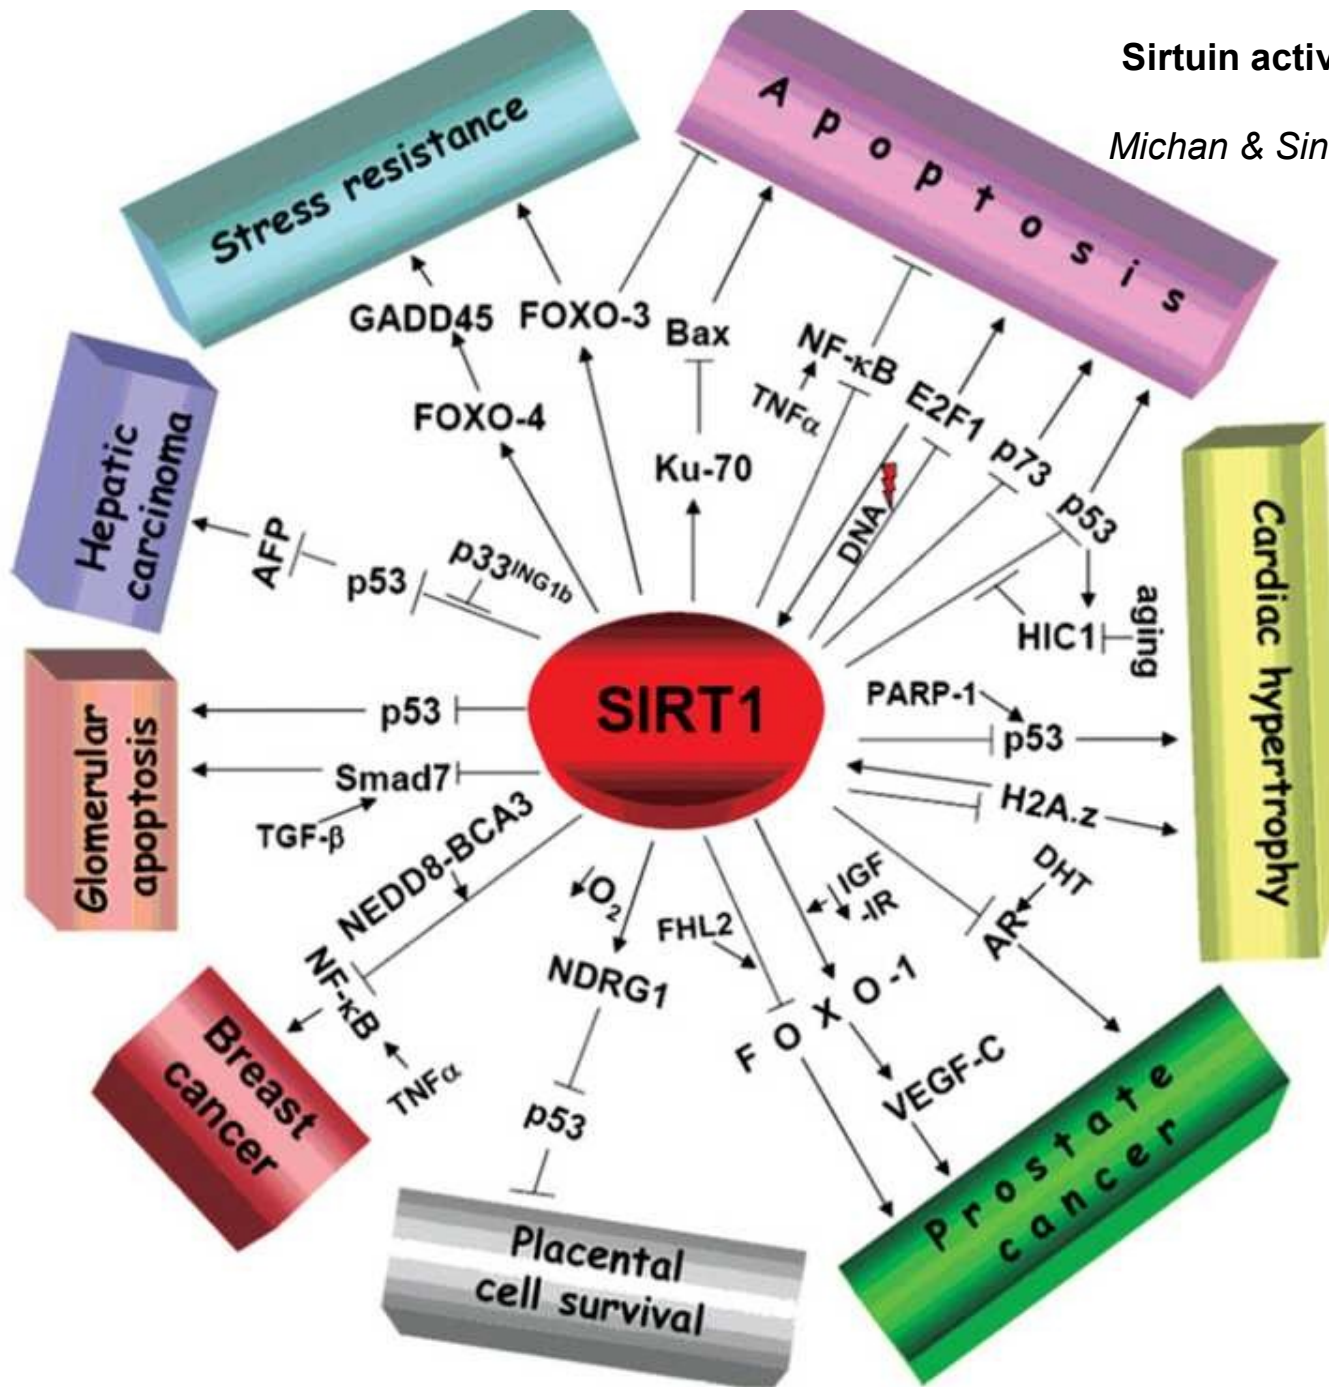 Sirtuin activ
Michan & Sin
Stress resistance
Apoptosis
GADD45
FOXO-3
Bax
NF-κB
TNFα
E2F1
p73
p53
FOXO-4
Ku-70
DNA
Hepatic
carcinoma
AFP
p53
p33ING1b
HIC1
aging
Cardiac hypertrophy
SIRT1
PARP-1
p53
H2A.z
Glomerular
apoptosis
p53
Smad7
TGF-β
NEDD8-BCA3
NF-κB
TNFα
Breast
cancer
O2
NDRG1
p53
Placental
cell survival
FHL2
IGF
-IR
FOXO-1
VEGF-C
DHT
AR
Prostate
cancer